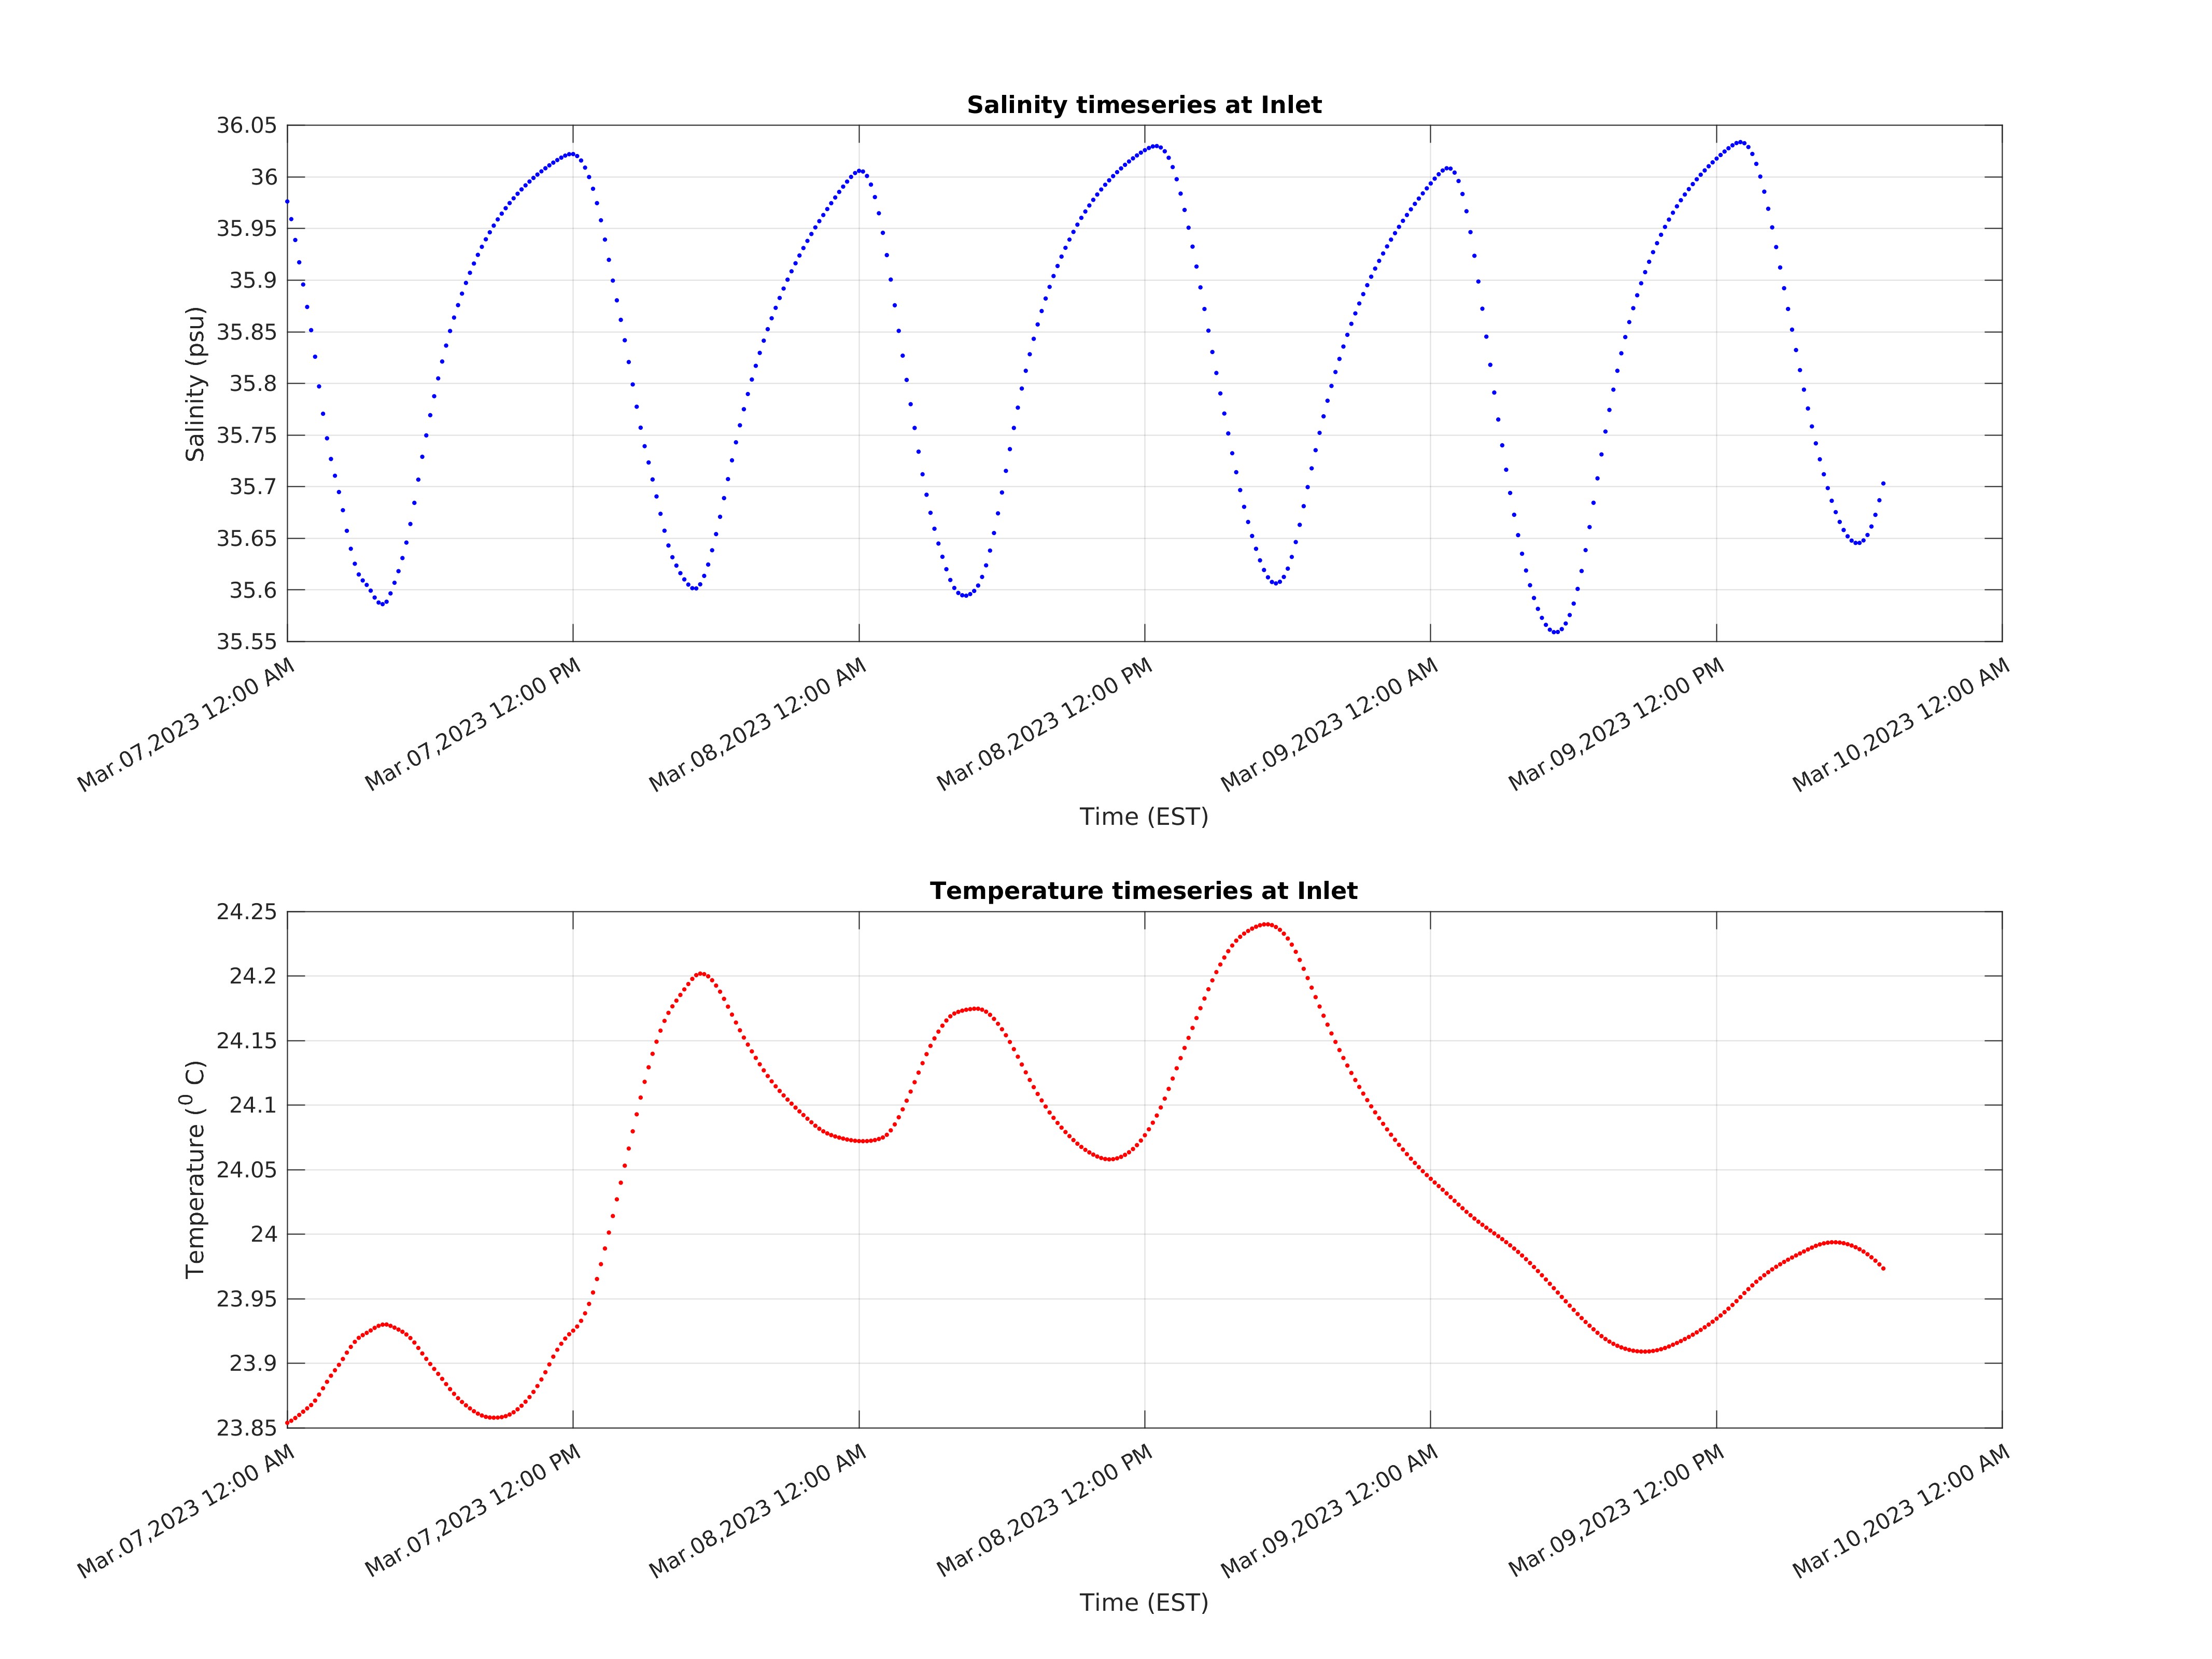 Salinity timeseries at Inlet
36.05
36
35.95
35.9
35.85
35.8
35.75
35.7
35.65
35.6
35.55
Salinity (psu)
Mar.07,2023 12:00 AM
Mar.07,2023 12:00 PM
Mar.08,2023 12:00 AM
Mar.08,2023 12:00 PM
Mar.09,2023 12:00 AM
Mar.09,2023 12:00 PM
Mar.10,2023 12:00 AM
Time (EST)
Temperature timeseries at Inlet
24.25
24.2
24.15
24.1
24.05
24
23.95
23.9
23.85
Temperature (⁰ C)
Mar.07,2023 12:00 AM
Mar.07,2023 12:00 PM
Mar.08,2023 12:00 AM
Mar.08,2023 12:00 PM
Mar.09,2023 12:00 AM
Mar.09,2023 12:00 PM
Mar.10,2023 12:00 AM
Time (EST)